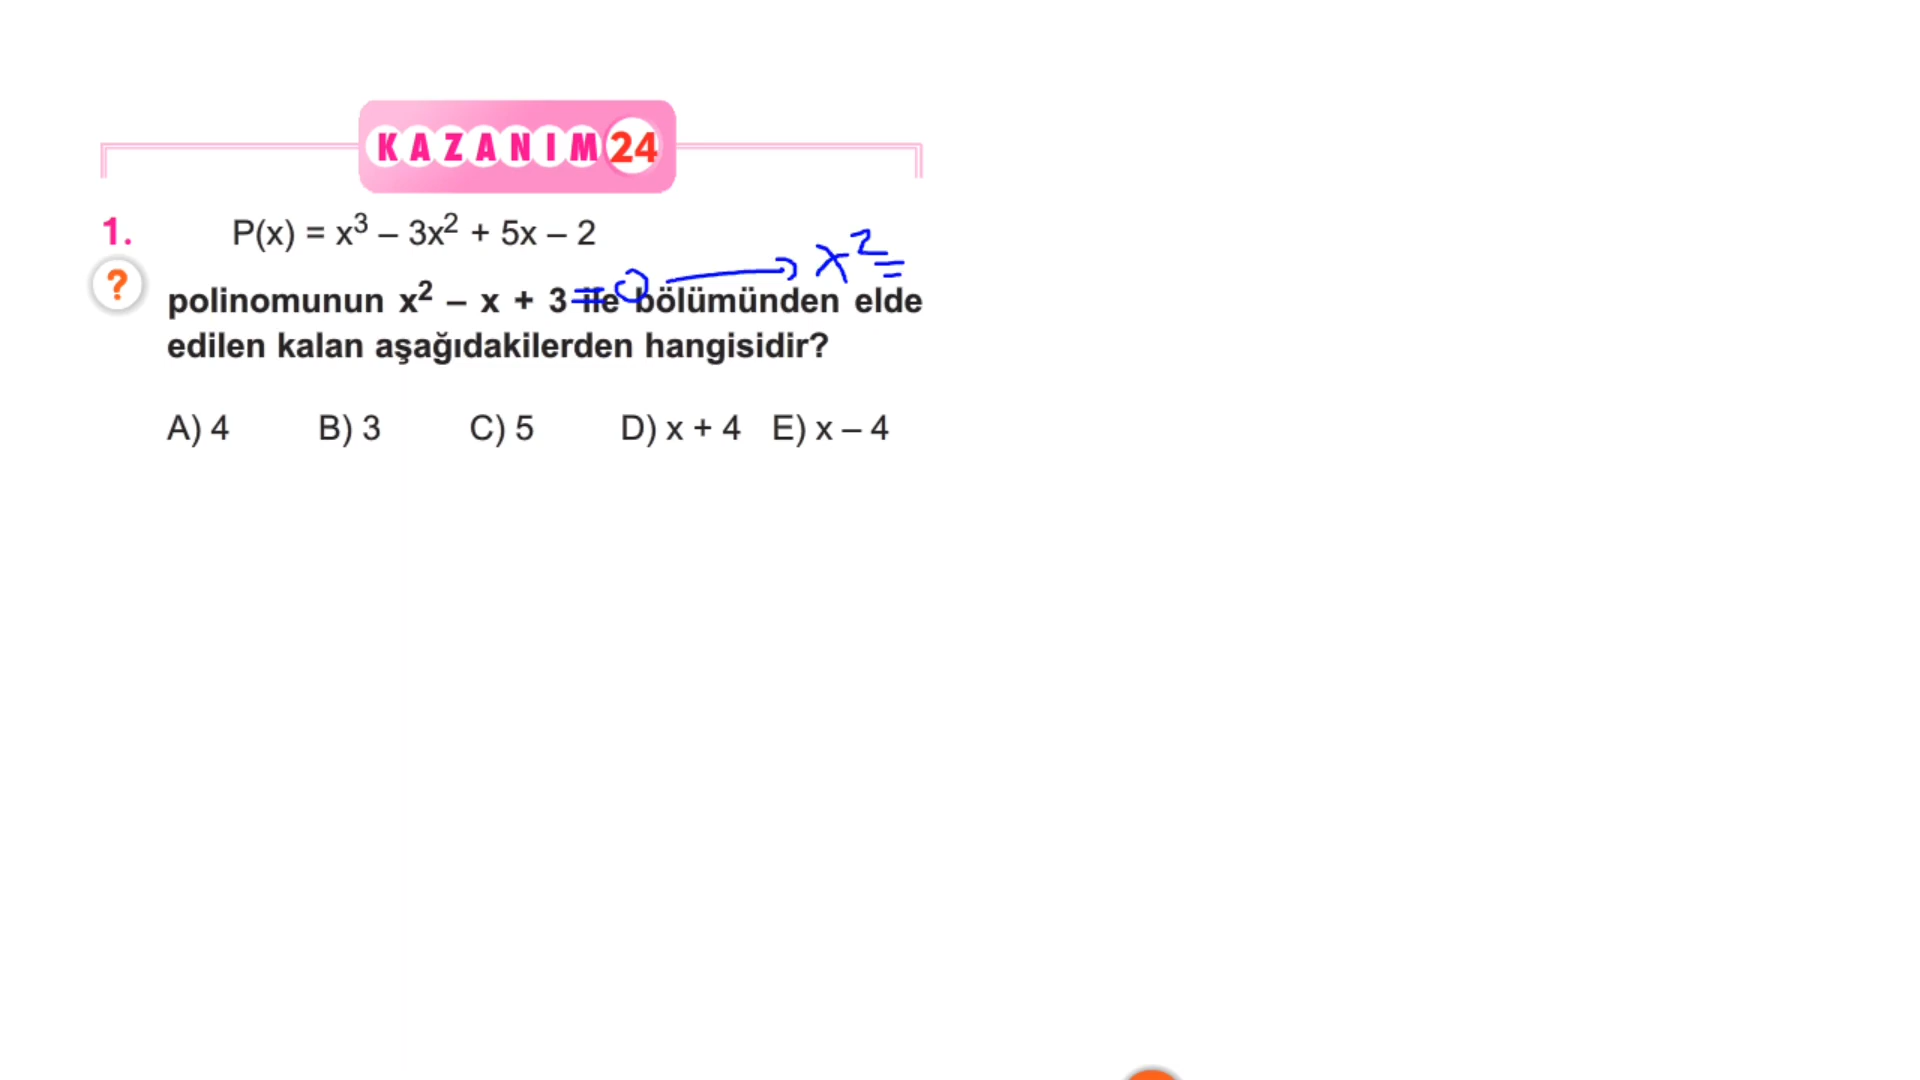 KAZANIM 24
1. P(x) = x³ – 3x² + 5x – 2
? polinomunun x² – x + 3 ile bölümünden elde
= 0 → x² =
edilen kalan aşağıdakilerden hangisidir?
A) 4 B) 3 C) 5 D) x + 4 E) x – 4